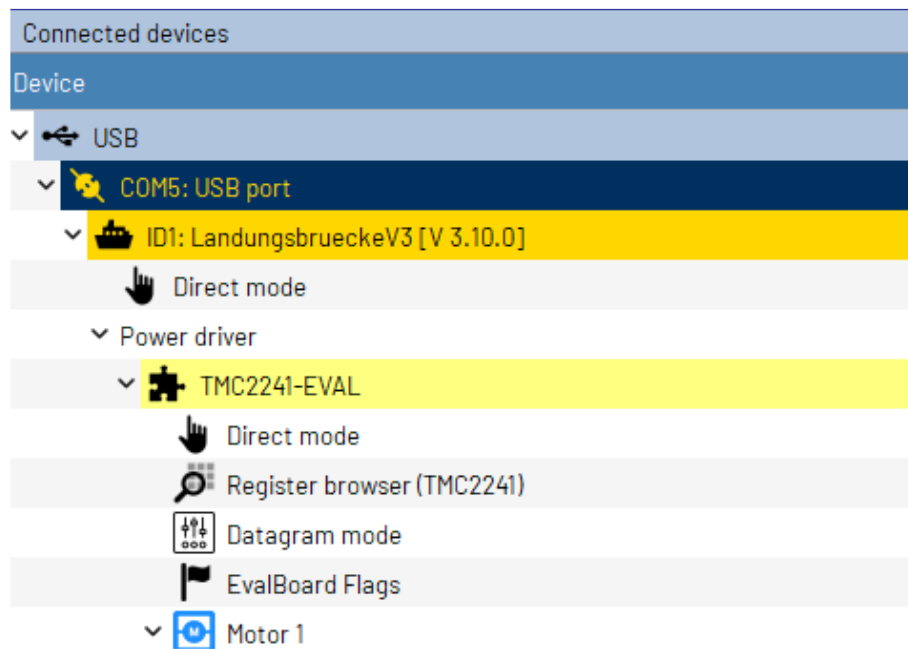 Connected devices
Device
USB
COM5: USB port
ID1: LandungsbrueckeV3 [V 3.10.0]
Direct mode
Power driver
TMC2241-EVAL
Direct mode
Register browser (TMC2241)
Datagram mode
EvalBoard Flags
M
Motor 1